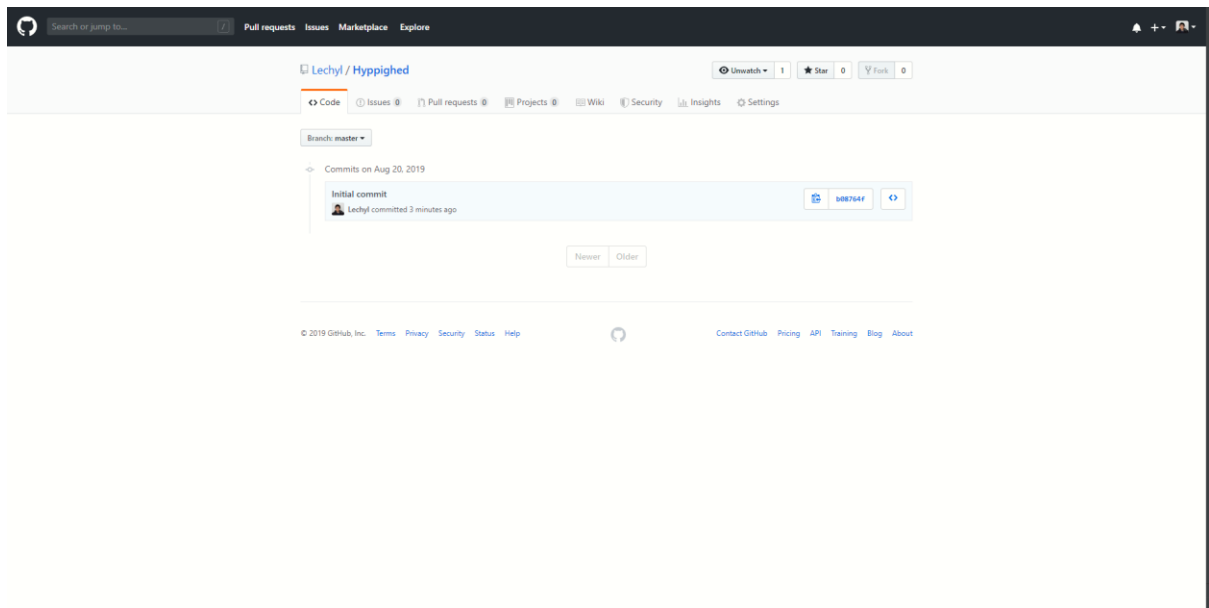 Search or jump to... / Pull requests Issues Marketplace Explore
Lechyl / Hyppighed Unwatch 1 Star 0 Fork 0
Code Issues 0 Pull requests 0 Projects 0 Wiki Security Insights Settings
Branch: master
Commits on Aug 20, 2019
Initial commit
Lechyl committed 3 minutes ago
b08764f
Newer Older
© 2019 GitHub, Inc. Terms Privacy Security Status Help Contact GitHub Pricing API Training Blog About